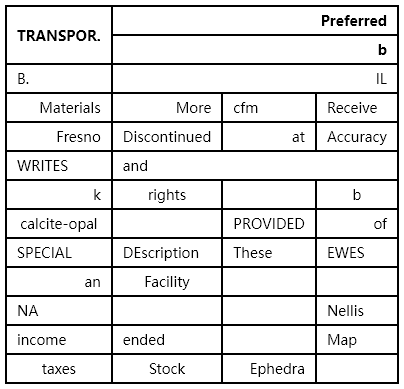 TRANSPOR. Preferred
b
B. IL
Materials More cfm Receive
Fresno Discontinued at Accuracy
WRITES and
k rights b
calcite-opal PROVIDED of
SPECIAL DEscription These EWES
an Facility
NA Nellis
income ended Map
taxes Stock Ephedra